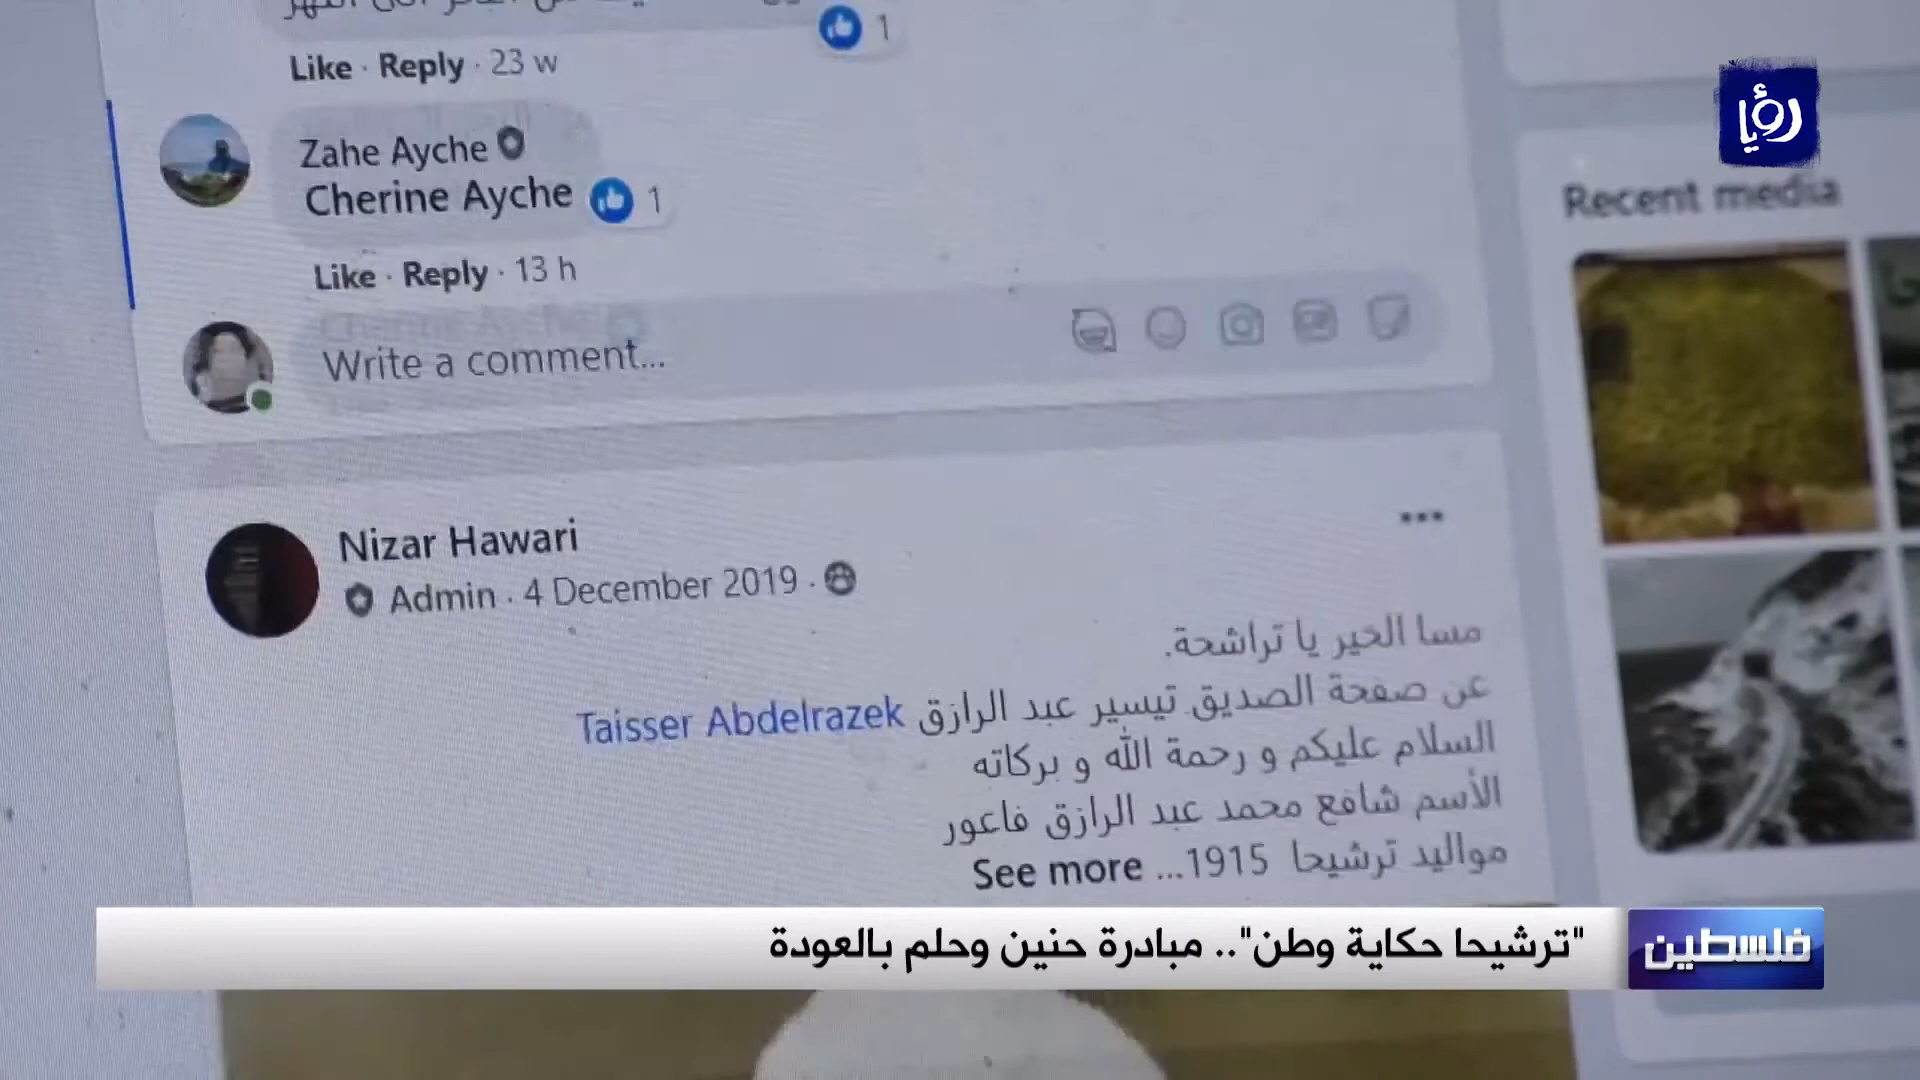 Like · Reply · 23 w
1
رؤيا
Zahe Ayche
Cherine Ayche
1
Like · Reply · 13 h
Write a comment...
Recent media
Nizar Hawari
Admin · 4 December 2019 ·
مسا الخير يا تراشحة.
عن صفحة الصديق تيسير عبد الرازق Taisser Abdelrazek
السلام عليكم و رحمة الله و بركاته
الأسم شافع محمد عبد الرازق فاعور
مواليد ترشيحا 1915... See more
فلسطين
"ترشيحا حكاية وطن".. مبادرة حنين وحلم بالعودة